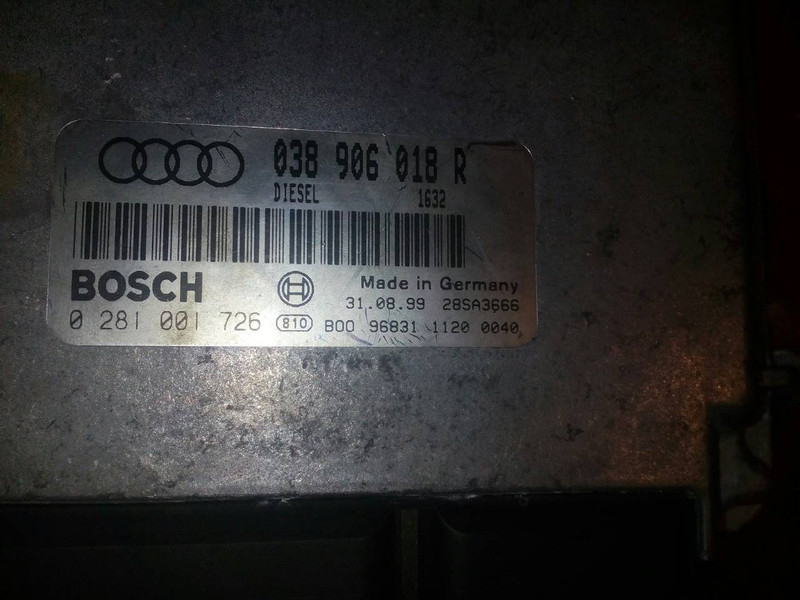 038 906 018 R
DIESEL 1632
BOSCH Made in Germany
31.08.99 28SA3666
0 281 001 726 810 B00 96831 1120 0040